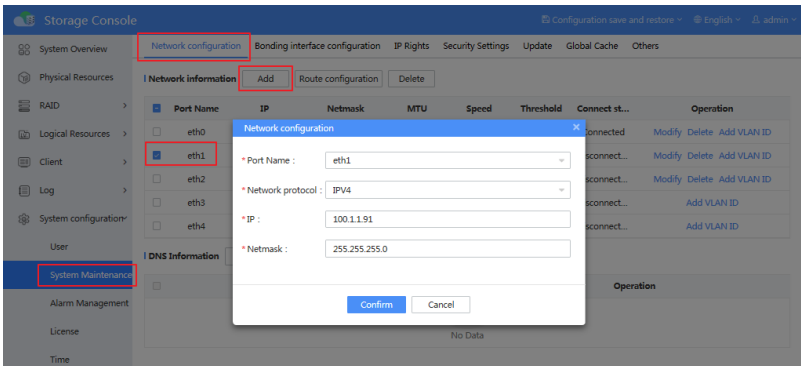 Storage Console
Configuration save and restore English admin
System Overview
Physical Resources
RAID
Logical Resources
Client
Log
System configuration
User
System Maintenance
Alarm Management
License
Time
Network configuration Bonding interface configuration IP Rights Security Settings Update Global Cache Others
Network information Add Route configuration Delete
Port Name IP Netmask MTU Speed Threshold Connect st... Operation
eth0 connected Modify Delete Add VLAN ID
eth1 sconnect... Modify Delete Add VLAN ID
eth2 sconnect... Modify Delete Add VLAN ID
eth3 sconnect... Add VLAN ID
eth4 sconnect... Add VLAN ID
DNS Information
Operation
No Data
Network configuration
* Port Name : eth1
* Network protocol : IPV4
* IP : 100.1.1.91
* Netmask : 255.255.255.0
Confirm Cancel